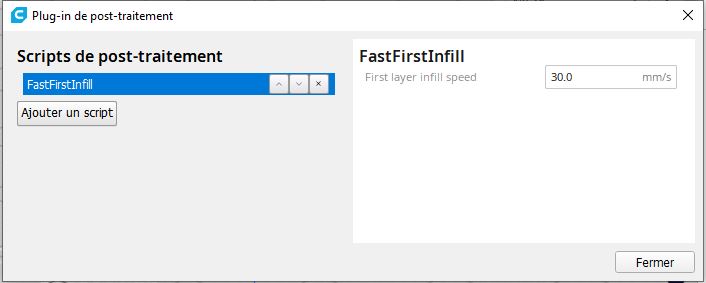 Plug-in de post-traitement
Scripts de post-traitement
FastFirstInfill
Ajouter un script
FastFirstInfill
First layer infill speed
30.0 mm/s
Fermer